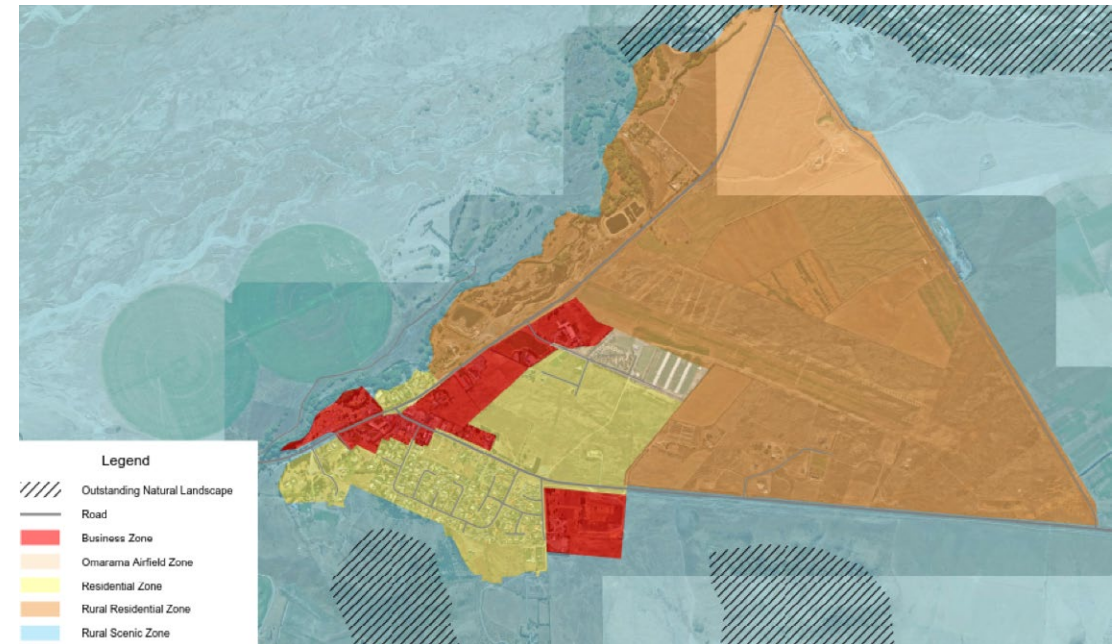 Legend
Outstanding Natural Landscape
Road
Business Zone
Omarama Airfield Zone
Residential Zone
Rural Residential Zone
Rural Scenic Zone